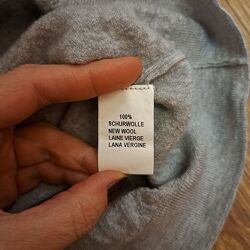 100%
SCHURWOLLE
NEW WOOL
LAINE VIERGE
LANA VERGINE